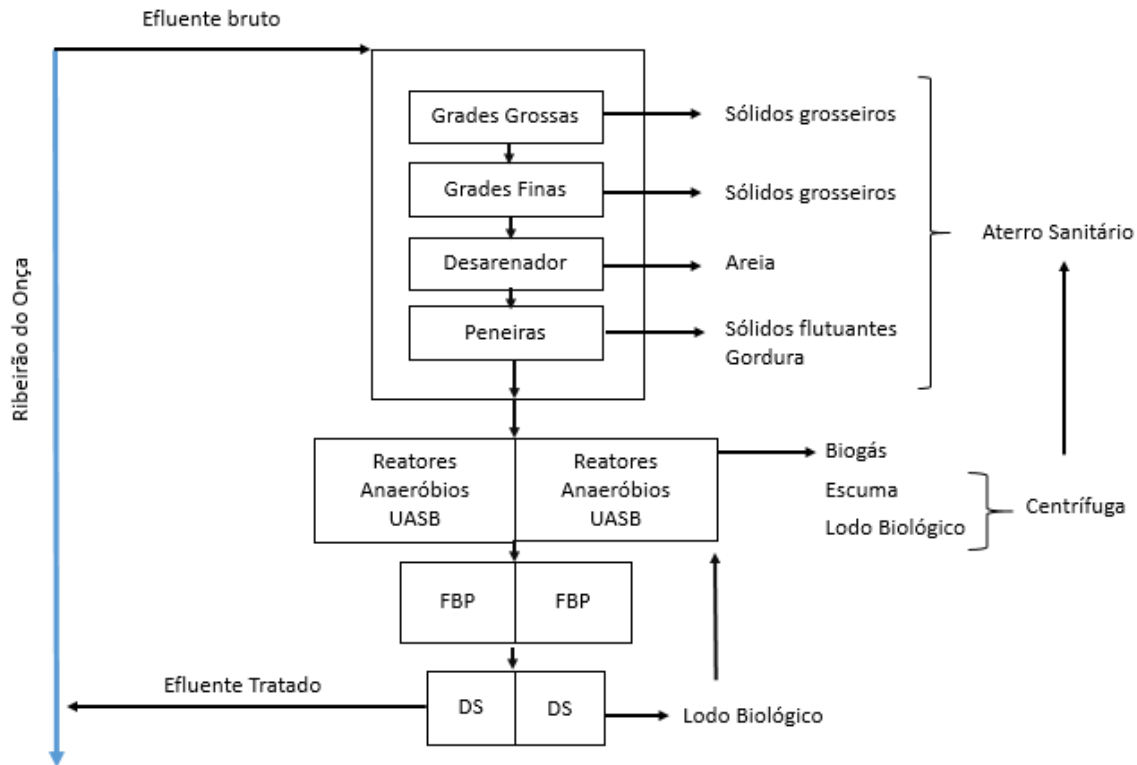 Efluente bruto
Grades Grossas
Sólidos grosseiros
Grades Finas
Sólidos grosseiros
Desarenador
Areia
Peneiras
Sólidos flutuantes
Gordura
Aterro Sanitário
Ribeirão do Onça
Reatores
Anaeróbios
UASB
Reatores
Anaeróbios
UASB
Biogás
Escuma
Lodo Biológico
Centrífuga
FBP
FBP
Efluente Tratado
DS
DS
Lodo Biológico